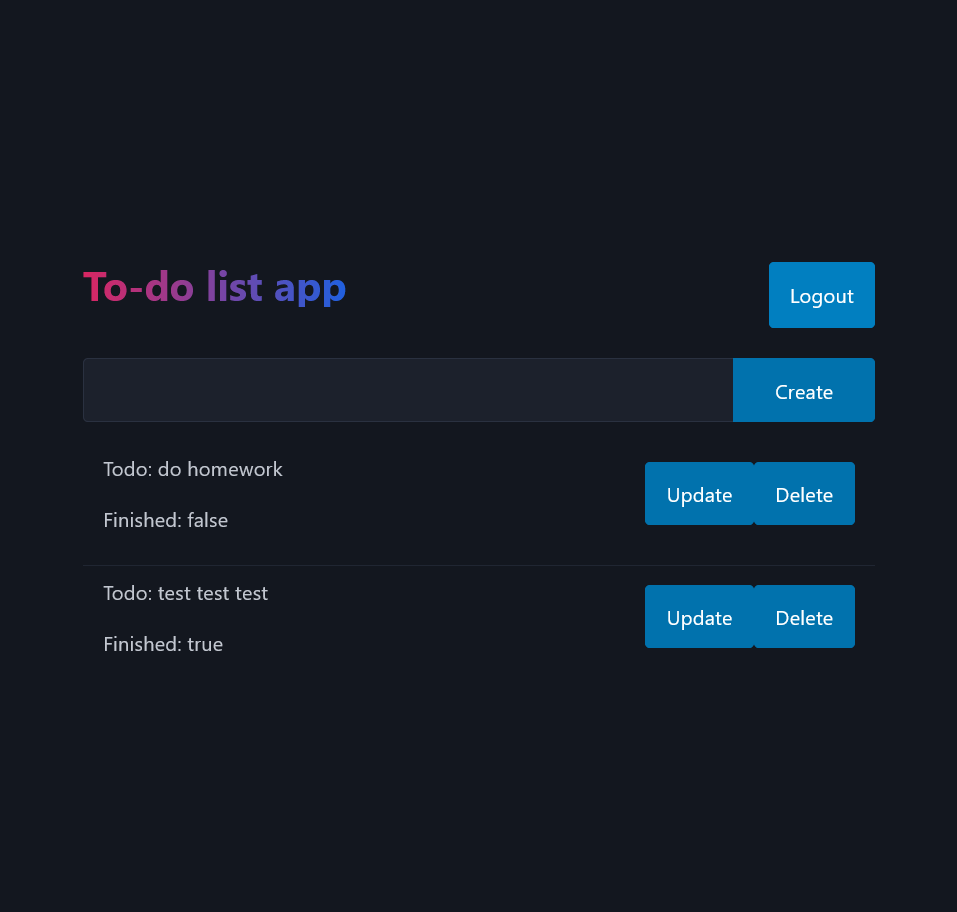 To-do list app
Logout
Create
Todo: do homework
Finished: false
Update
Delete
Todo: test test test
Finished: true
Update
Delete